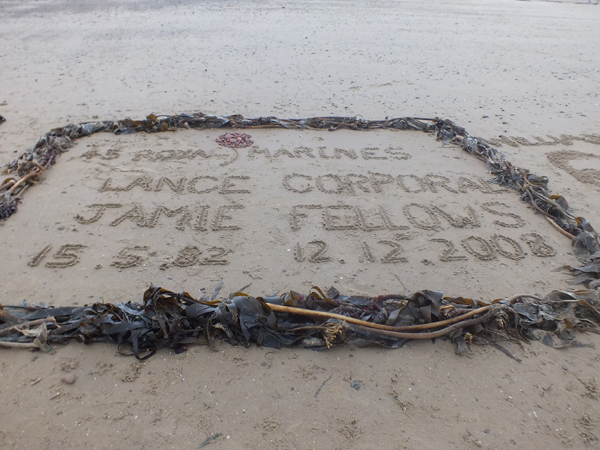 45 ROYAL MARINES
LANCE CORPORAL
JAMIE FELLOWS
15.5.82 12.12.2008